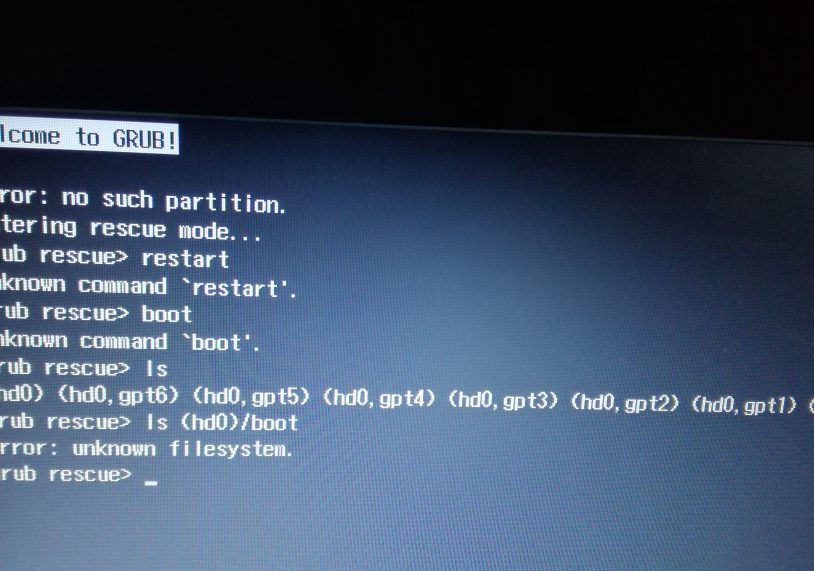 lcome to GRUB!
ror: no such partition.
tering rescue mode...
ub rescue> restart
known command `restart'.
rub rescue> boot
nknown command `boot'.
rub rescue> ls
hd0) (hd0,gpt6) (hd0,gpt5) (hd0,gpt4) (hd0,gpt3) (hd0,gpt2) (hd0,gpt1) (
rub rescue> ls (hd0)/boot
rror: unknown filesystem.
rub rescue> _